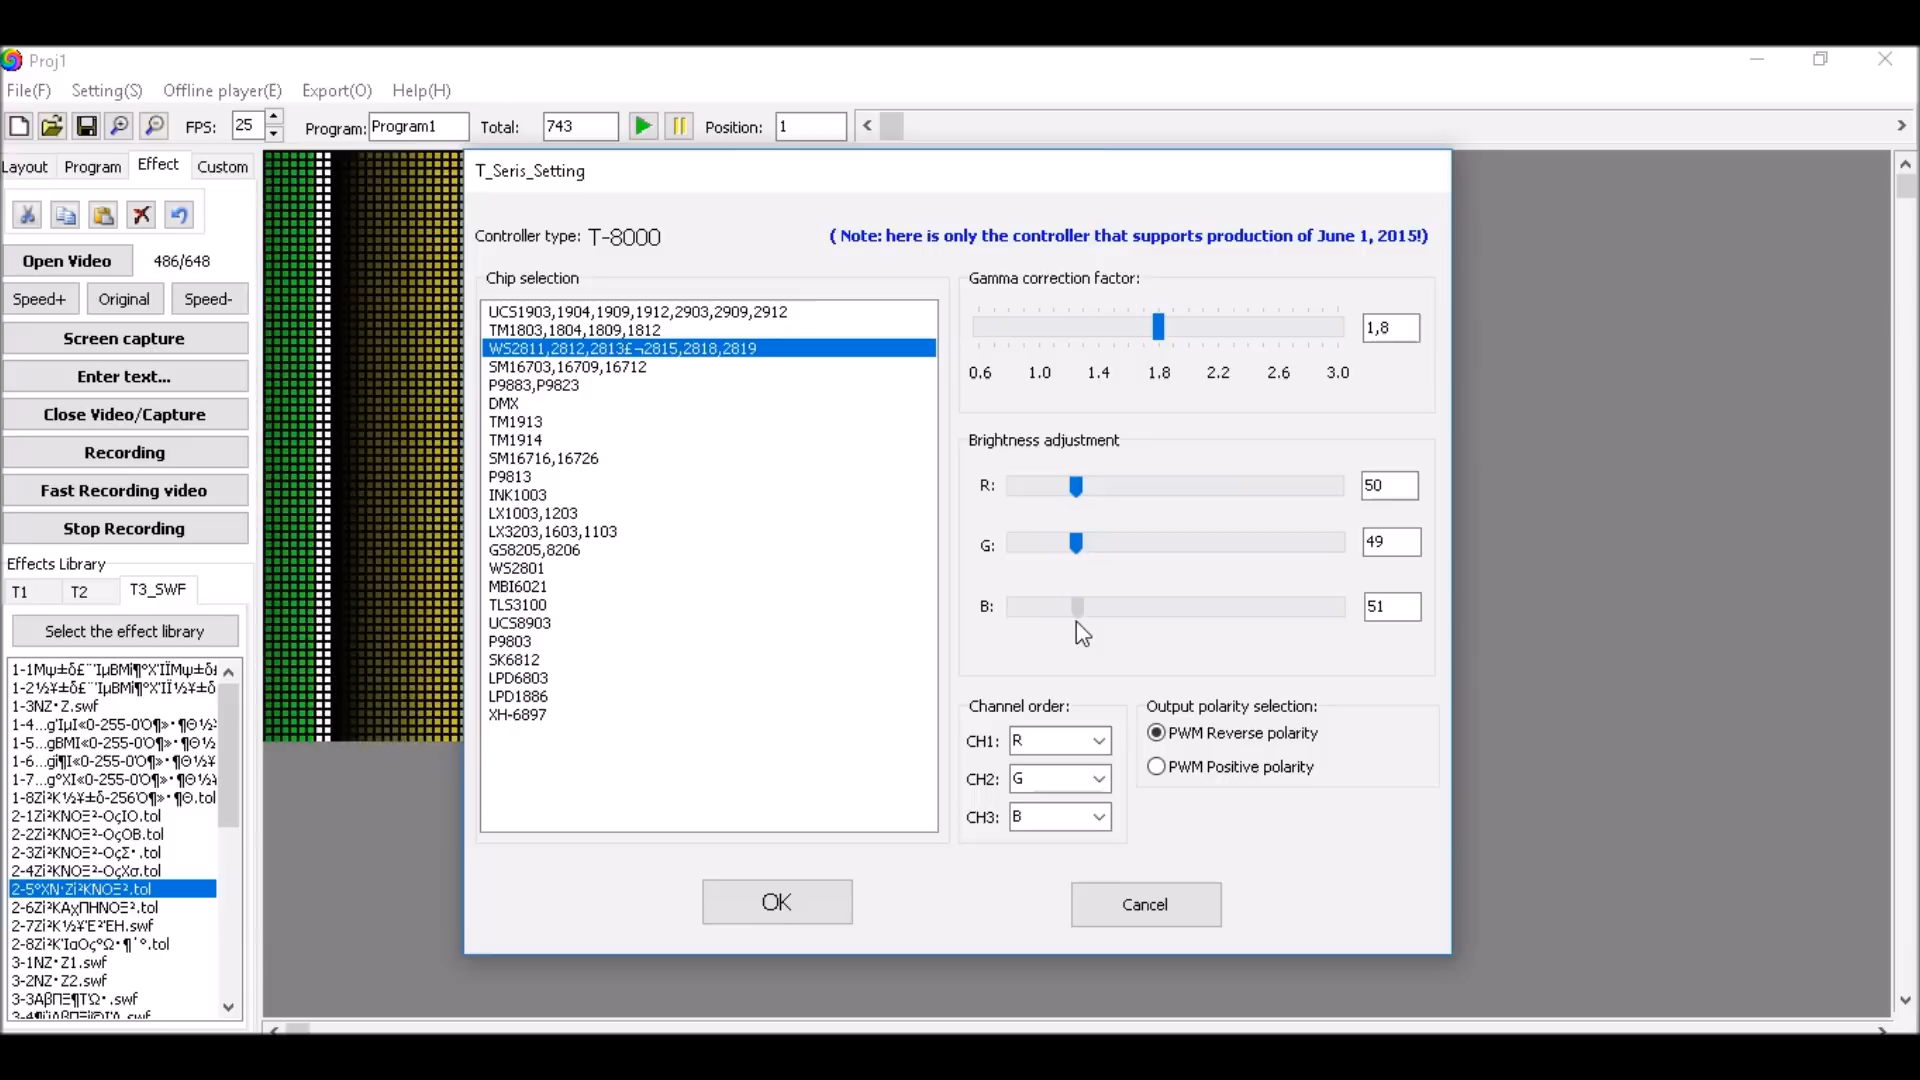 Proj1
File(F) Setting(S) Offline player(E) Export(O) Help(H)
FPS: 25 Program: Program1 Total: 743 Position: 1
Layout Program Effect Custom
Open Video 486/648
Speed+ Original Speed-
Screen capture
Enter text...
Close Video/Capture
Recording
Fast Recording video
Stop Recording
Effects Library
T1 T2 T3_SWF
Select the effect library
1-3NZ·Z.swf
3-1NZ·Z1.swf
3-2NZ·Z2.swf
T_Seris_Setting
Controller type: T-8000
( Note: here is only the controller that supports production of June 1, 2015!)
Chip selection
UCS1903,1904,1909,1912,2903,2909,2912
TM1803,1804,1809,1812
WS2811,2812,2813£¬2815,2818,2819
SM16703,16709,16712
P9883,P9823
DMX
TM1913
TM1914
SM16716,16726
P9813
INK1003
LX1003,1203
LX3203,1603,1103
GS8205,8206
WS2801
MBI6021
TLS3100
UCS8903
P9803
SK6812
LPD6803
LPD1886
XH-6897
Gamma correction factor:
1,8
0.6 1.0 1.4 1.8 2.2 2.6 3.0
Brightness adjustment
R: 50
G: 49
B: 51
Channel order:
CH1: R
CH2: G
CH3: B
Output polarity selection:
PWM Reverse polarity
PWM Positive polarity
OK
Cancel